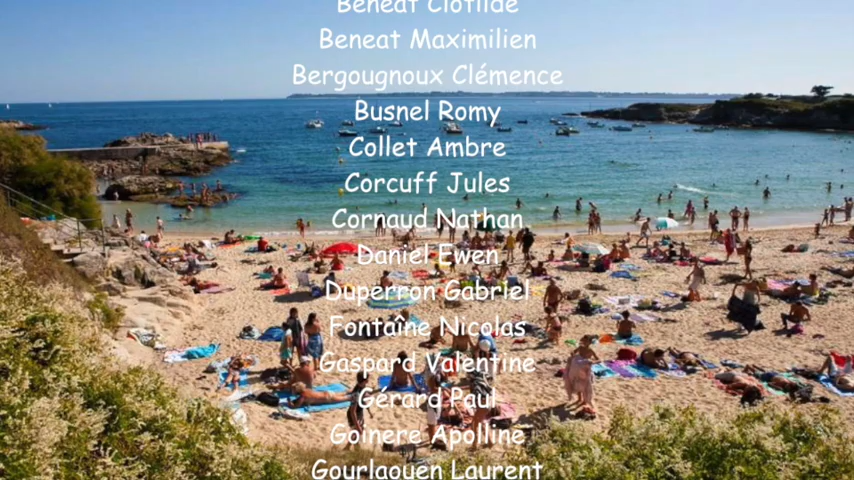 Beneat Clotilde
Beneat Maximilien
Bergougnoux Clémence
Busnel Romy
Collet Ambre
Corcuff Jules
Cornaud Nathan
Daniel Ewen
Duperron Gabriel
Fontaîne Nicolas
Gaspard Valentine
Gérard Paul
Goinere Apolline
Gourlaouen Laurent